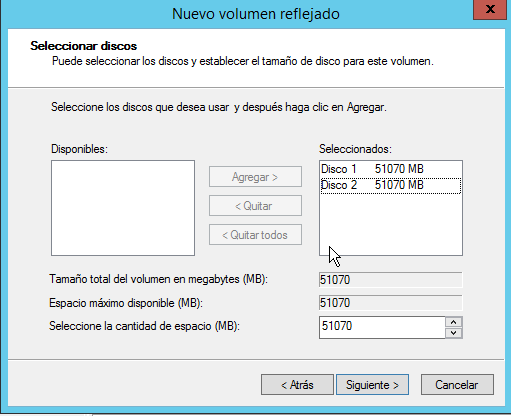 Nuevo volumen reflejado
x
Seleccionar discos
Puede seleccionar los discos y establecer el tamaño de disco para este volumen.
Seleccione los discos que desea usar y después haga clic en Agregar.
Disponibles:
Seleccionados:
Agregar >
< Quitar
< Quitar todos
Disco 1 51070 MB
Disco 2 51070 MB
Tamaño total del volumen en megabytes (MB): 51070
Espacio máximo disponible (MB): 51070
Seleccione la cantidad de espacio (MB): 51070
< Atrás Siguiente > Cancelar